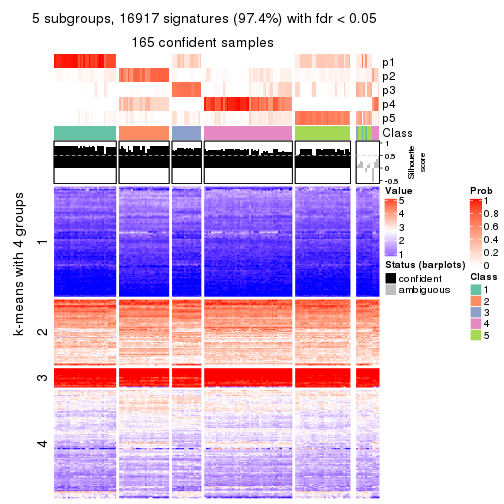 5 subgroups, 16917 signatures (97.4%) with fdr < 0.05
165 confident samples
p1
p2
p3
p4
p5
Class
1
0.5
0
-0.5
Silhouette
score
k-means with 4 groups
1
2
3
4
Value
5
4
3
2
1
Status (barplots)
confident
ambiguous
Prob
1
0.8
0.6
0.4
0.2
0
Class
1
2
3
4
5